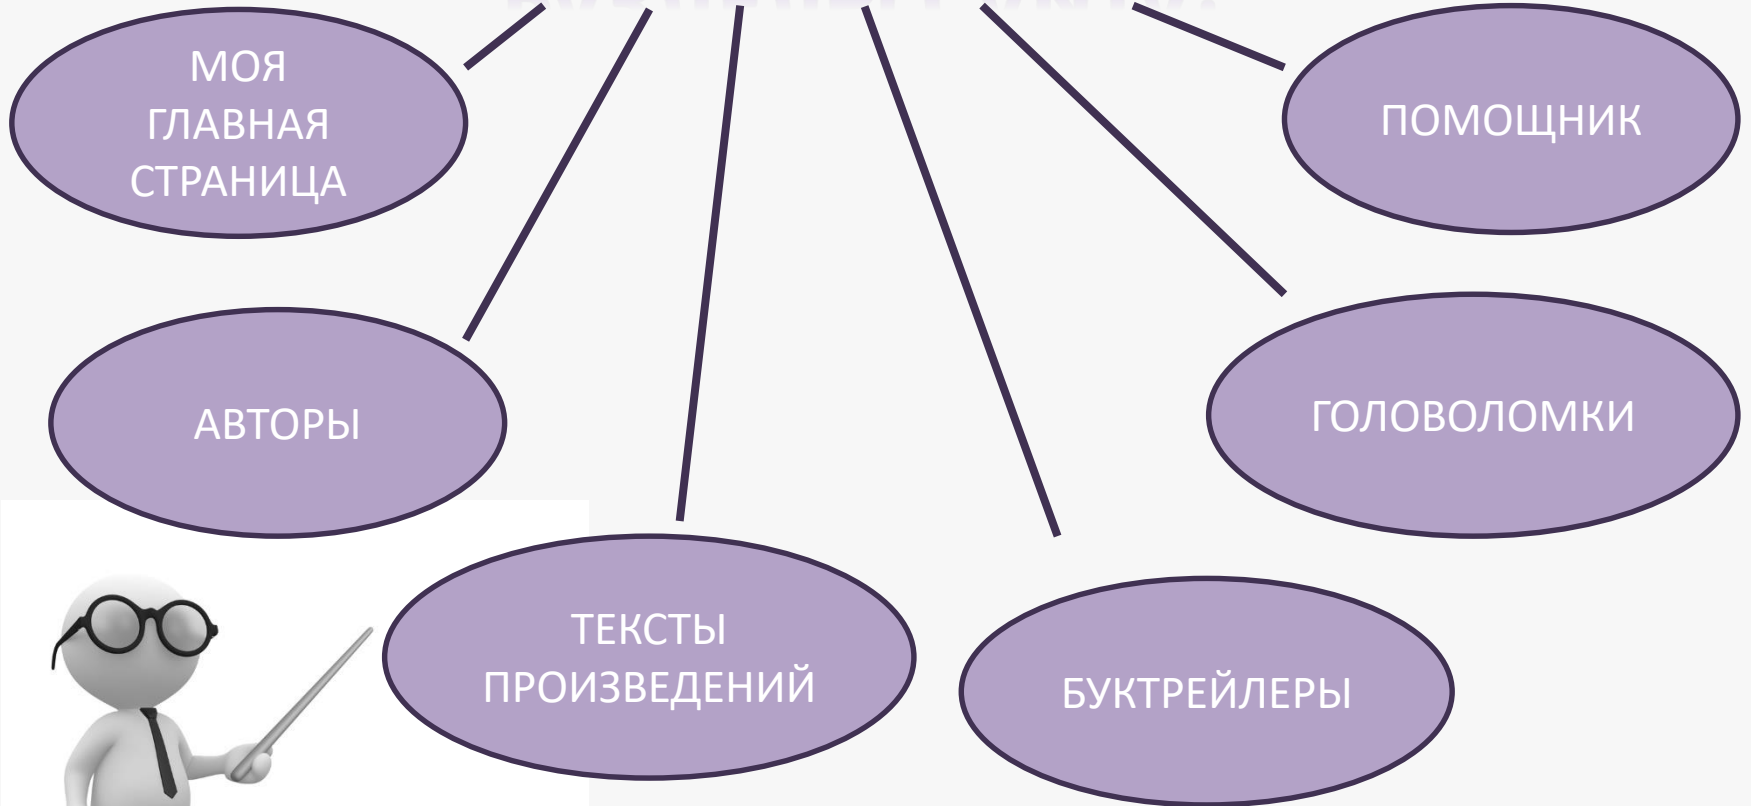 МОЯ
ГЛАВНАЯ
СТРАНИЦА
ПОМОЩНИК
АВТОРЫ
ГОЛОВОЛОМКИ
ТЕКСТЫ
ПРОИЗВЕДЕНИЙ
БУКТРЕЙЛЕРЫ